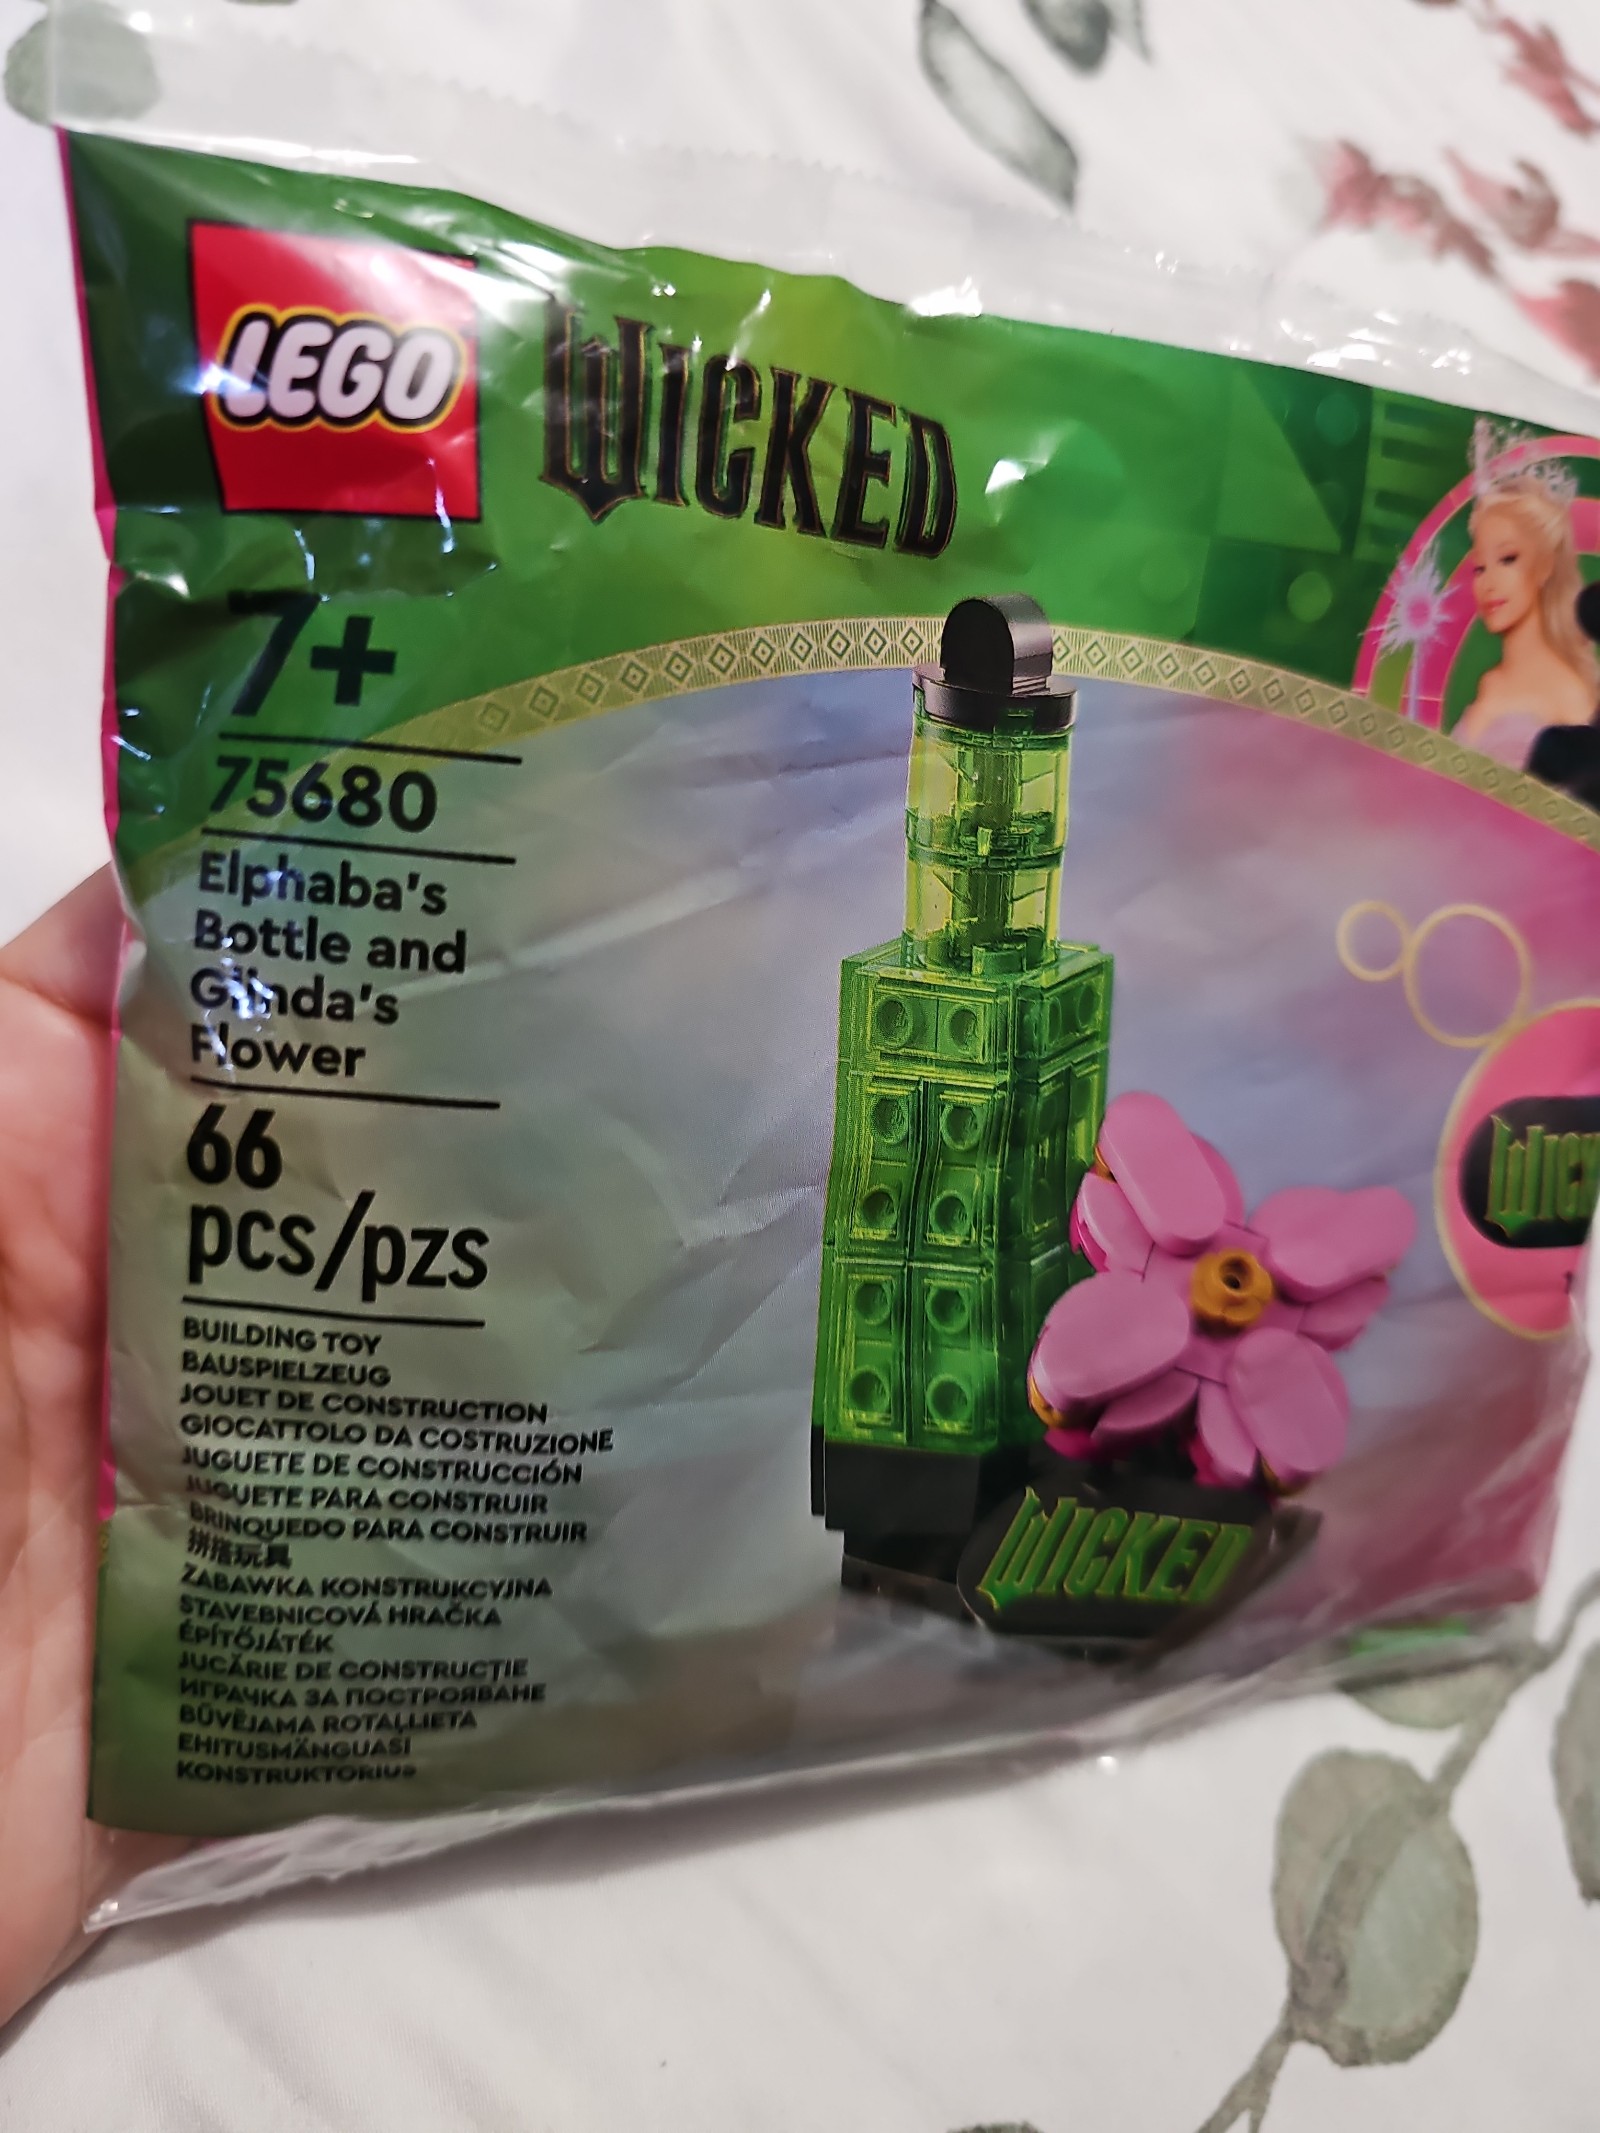 LEGO
WICKED
7+
75680
Elphaba's
Bottle and
Glinda's
Flower
66
pcs/pzs
BUILDING TOY
BAUSPIELZEUG
JOUET DE CONSTRUCTION
GIOCATTOLO DA COSTRUZIONE
JUGUETE DE CONSTRUCCIÓN
JUGUETE PARA CONSTRUIR
BRINQUEDO PARA CONSTRUIR
拼搭玩具
ZABAWKA KONSTRUKCYJNA
STAVEBNICOVÁ HRAČKA
ÉPÍTŐJÁTÉK
JUCĂRIE DE CONSTRUCȚIE
ИГРАЧКА ЗА ПОСТРОЯВАНЕ
BŪVĒJAMA ROTAĻLIETA
EHITUSMÄNGUASI
KONSTRUKTORIUS
WICKED